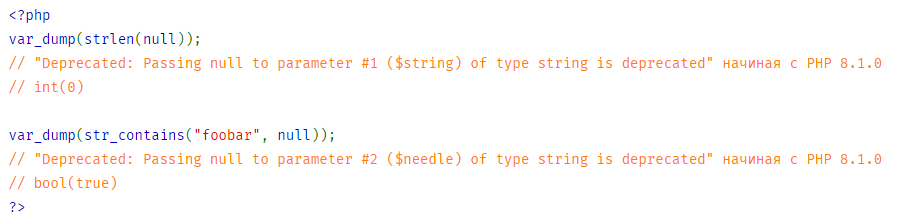 <?php
var_dump(strlen(null));
// "Deprecated: Passing null to parameter #1 ($string) of type string is deprecated" начиная с PHP 8.1.0
// int(0)

var_dump(str_contains("foobar", null));
// "Deprecated: Passing null to parameter #2 ($needle) of type string is deprecated" начиная с PHP 8.1.0
// bool(true)
?>